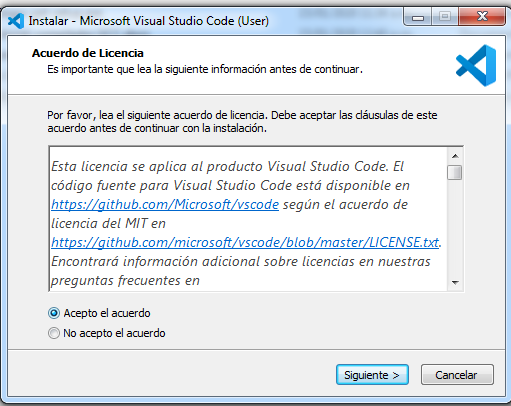 Instalar - Microsoft Visual Studio Code (User)
Acuerdo de Licencia
Es importante que lea la siguiente información antes de continuar.
Por favor, lea el siguiente acuerdo de licencia. Debe aceptar las cláusulas de este
acuerdo antes de continuar con la instalación.
Esta licencia se aplica al producto Visual Studio Code. El
código fuente para Visual Studio Code está disponible en
https://github.com/Microsoft/vscode según el acuerdo de
licencia del MIT en
https://github.com/microsoft/vscode/blob/master/LICENSE.txt.
Encontrará información adicional sobre licencias en nuestras
preguntas frecuentes en
Acepto el acuerdo
No acepto el acuerdo
Siguiente >
Cancelar